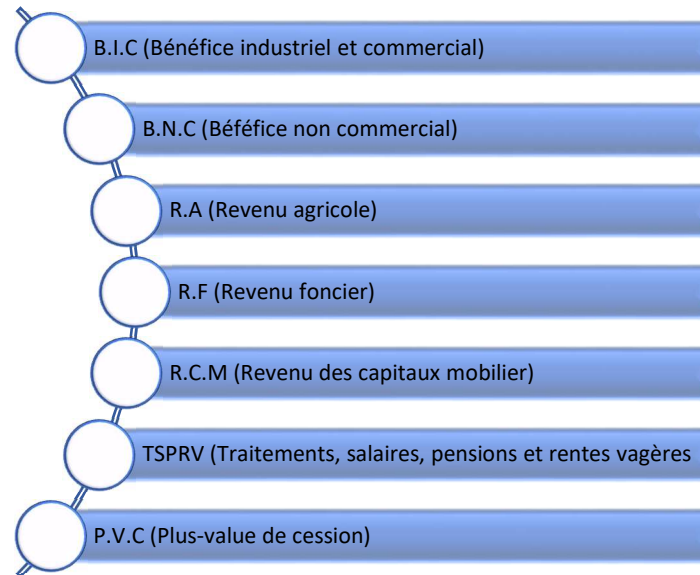 B.I.C (Bénéfice industriel et commercial)
B.N.C (Béféfice non commercial)
R.A (Revenu agricole)
R.F (Revenu foncier)
R.C.M (Revenu des capitaux mobilier)
TSPRV (Traitements, salaires, pensions et rentes vagères
P.V.C (Plus-value de cession)